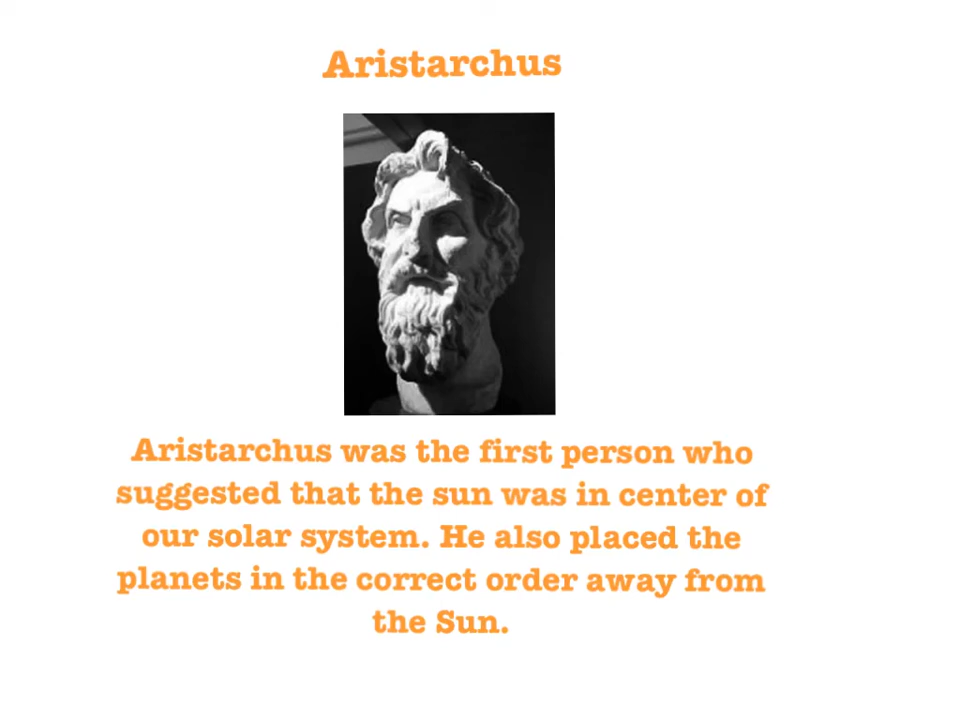 Aristarchus
Aristarchus was the first person who
suggested that the sun was in center of
our solar system. He also placed the
planets in the correct order away from
the Sun.